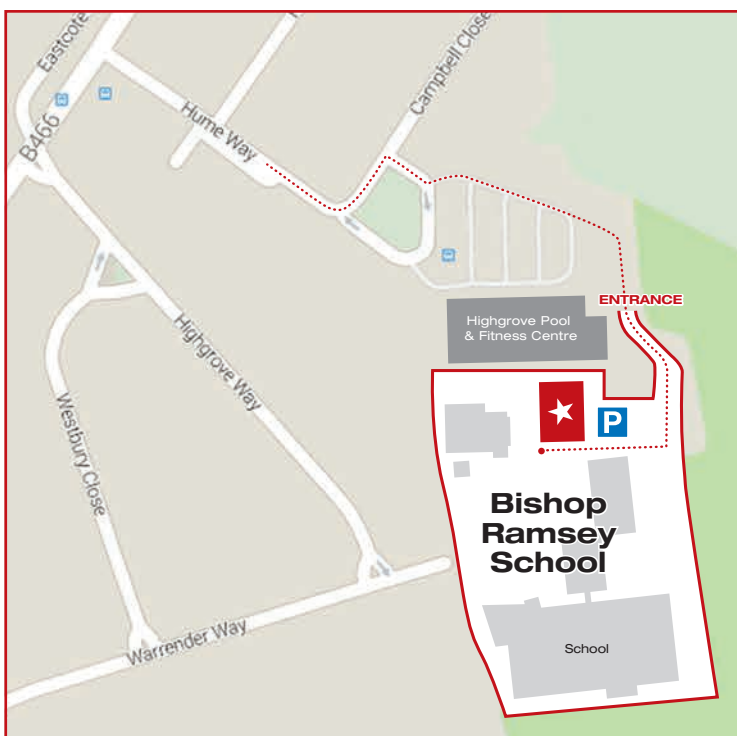 Eastcote
B466
Hume Way
Campbell Close
ENTRANCE
Highgrove Pool
& Fitness Centre
Highgrove Way
Westbury Close
P
Bishop
Ramsey
School
Warrender Way
School